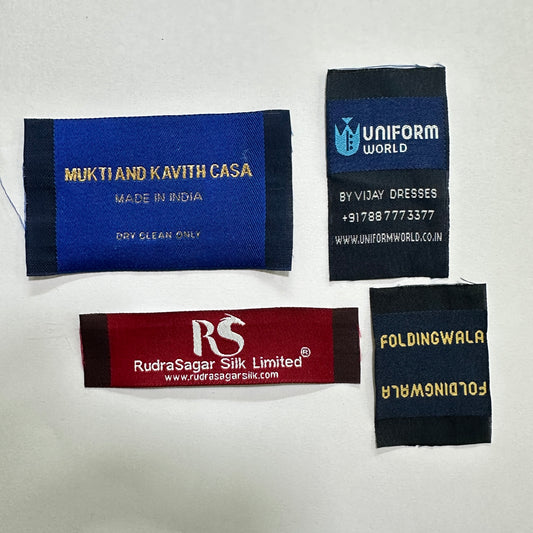 MUKTI AND KAVITH CASA
MADE IN INDIA
DRY CLEAN ONLY
UNIFORM
WORLD
BY VIJAY DRESSES
+917887773377
WWW.UNIFORMWORLD.CO.IN
RS
RudraSagar Silk Limited®
www.rudrasagarsilk.com
FOLDINGWALA
FOLDINGWALA